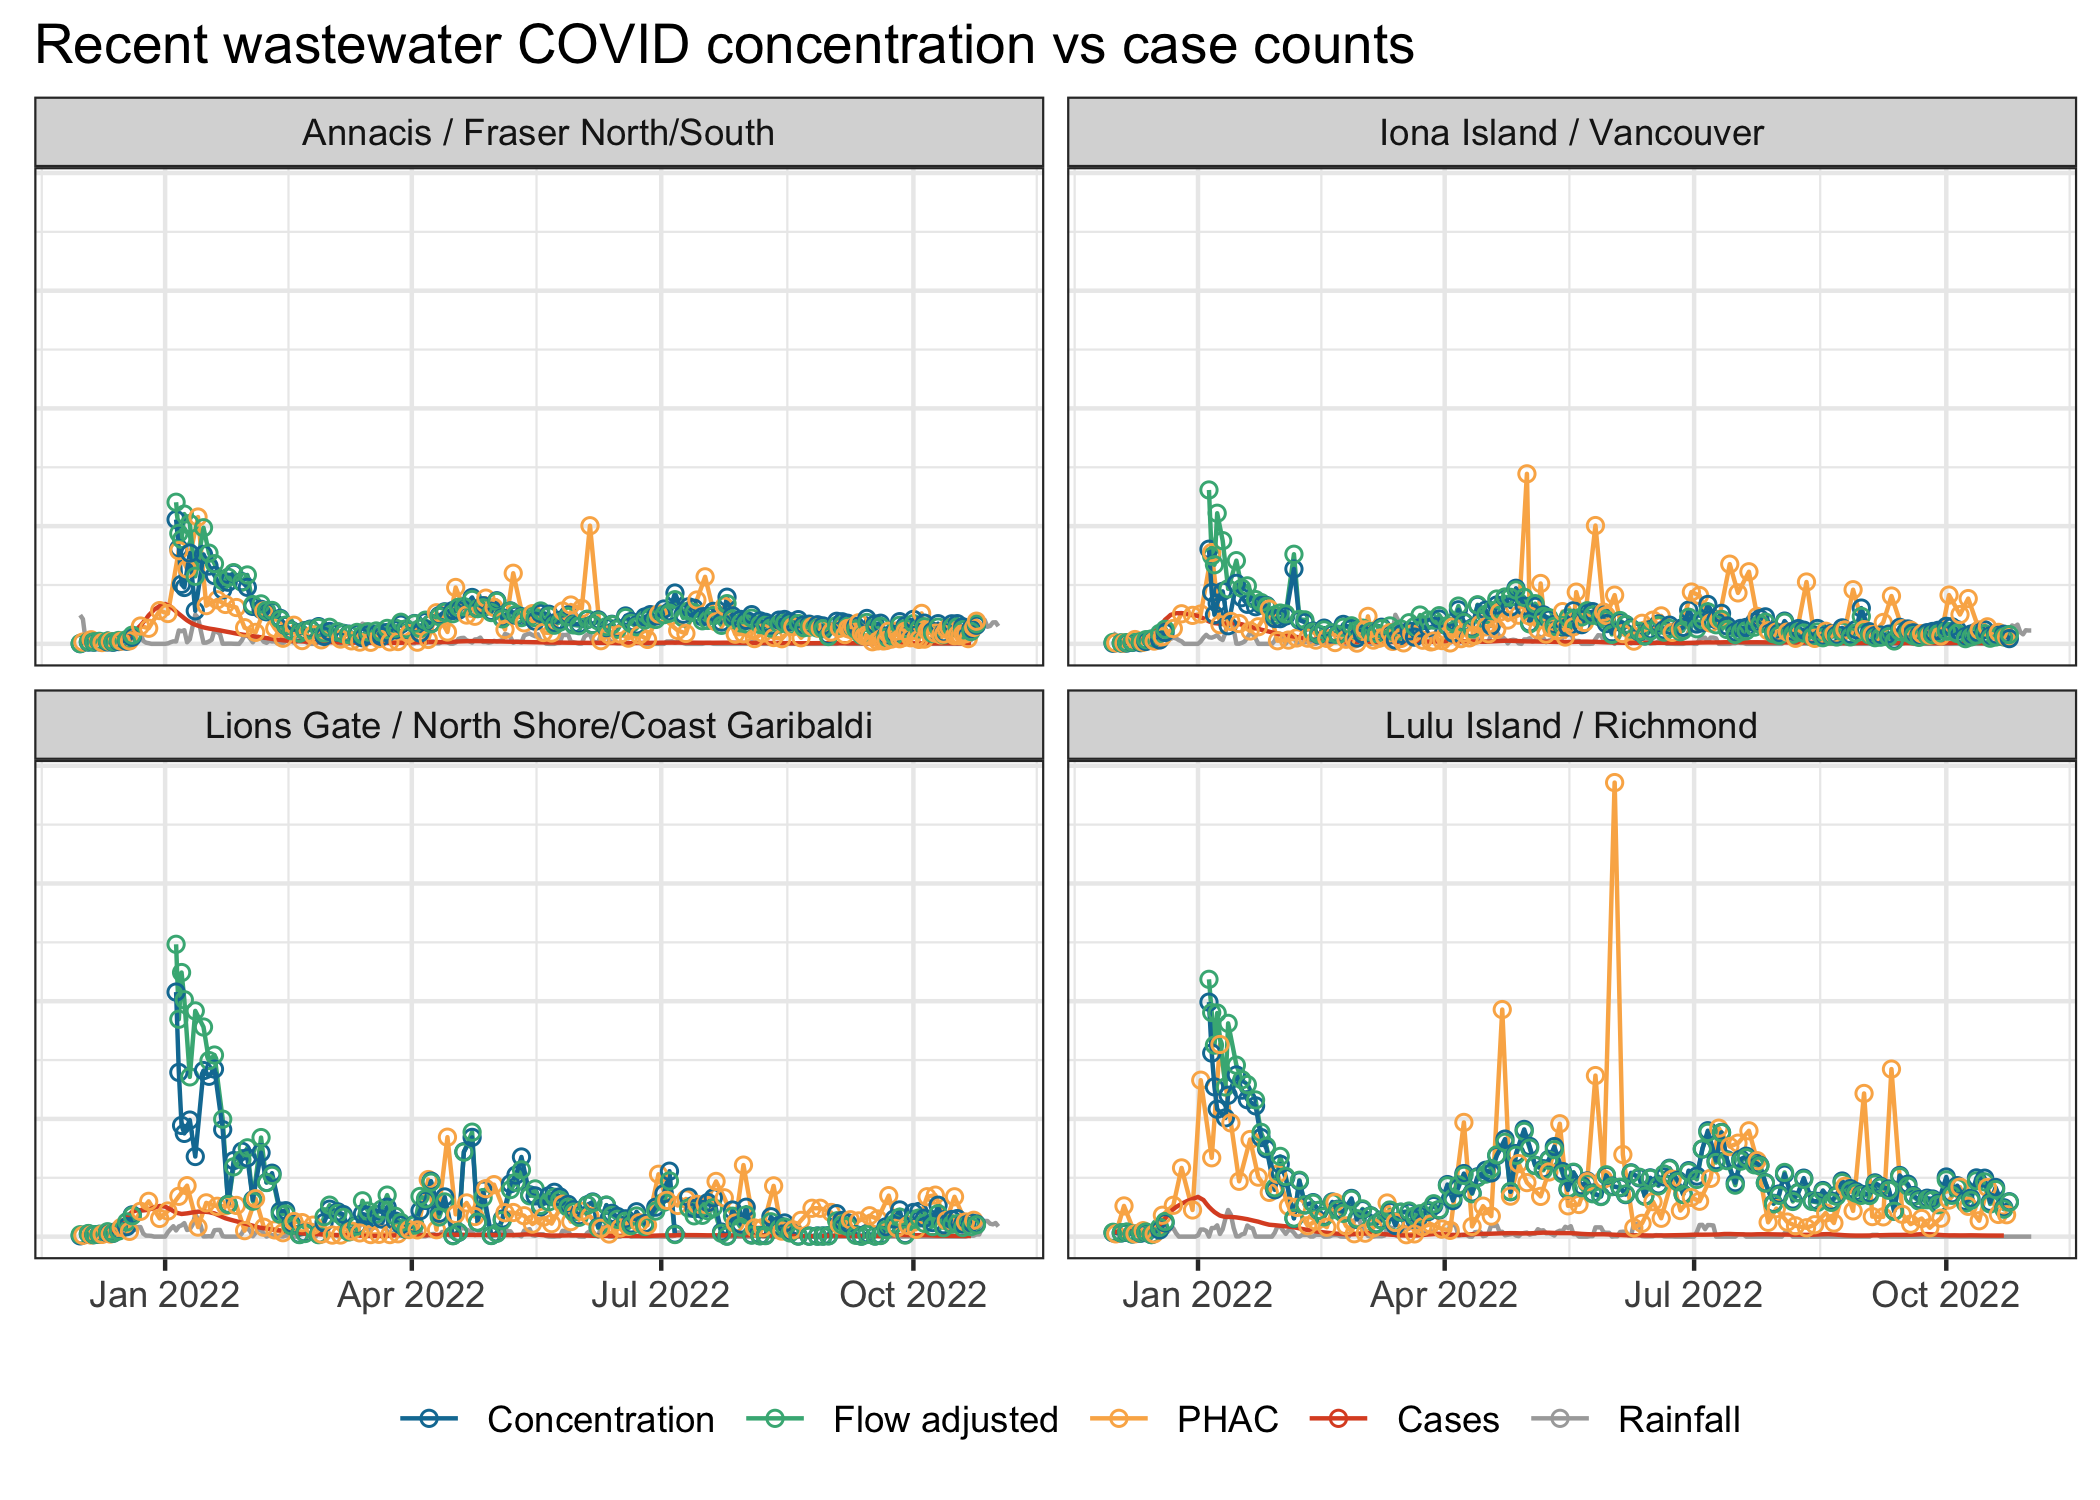 Recent wastewater COVID concentration vs case counts
Annacis / Fraser North/South
Iona Island / Vancouver
Lions Gate / North Shore/Coast Garibaldi
Lulu Island / Richmond
Jan 2022 Apr 2022 Jul 2022 Oct 2022 Jan 2022 Apr 2022 Jul 2022 Oct 2022
Concentration Flow adjusted PHAC Cases Rainfall